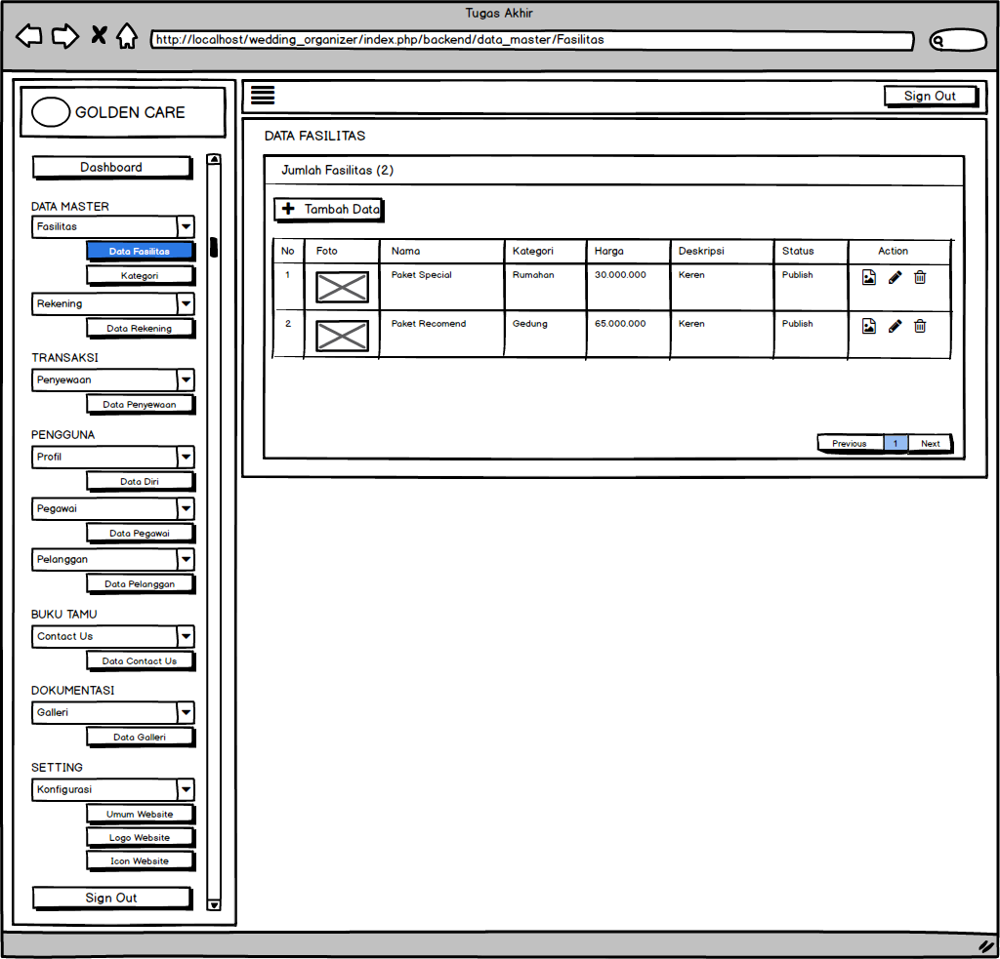 Tugas Akhir
http://localhost/wedding_organizer/index.php/backend/data_master/Fasilitas
GOLDEN CARE
Dashboard
DATA MASTER
Fasilitas
Data Fasilitas
Kategori
Rekening
Data Rekening
TRANSAKSI
Penyewaan
Data Penyewaan
PENGGUNA
Profil
Data Diri
Pegawai
Data Pegawai
Pelanggan
Data Pelanggan
BUKU TAMU
Contact Us
Data Contact Us
DOKUMENTASI
Galleri
Data Galleri
SETTING
Konfigurasi
Umum Website
Logo Website
Icon Website
Sign Out
Sign Out
DATA FASILITAS
Jumlah Fasilitas (2)
Tambah Data
No Foto Nama Kategori Harga Deskripsi Status Action
1 Paket Special Rumahan 30.000.000 Keren Publish
2 Paket Recomend Gedung 65.000.000 Keren Publish
Previous 1 Next